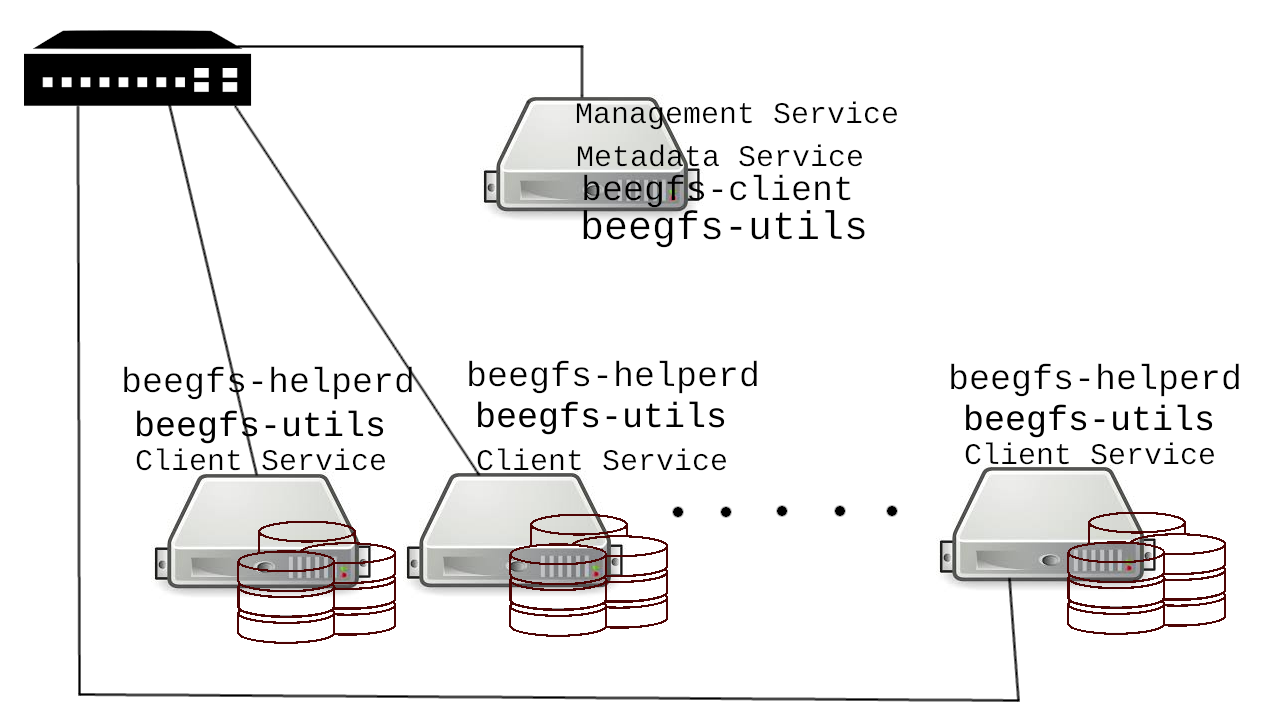 Management Service
Metadata Service
beegfs-client
beegfs-utils
beegfs-helperd
beegfs-utils
Client Service
beegfs-helperd
beegfs-utils
Client Service
beegfs-helperd
beegfs-utils
Client Service